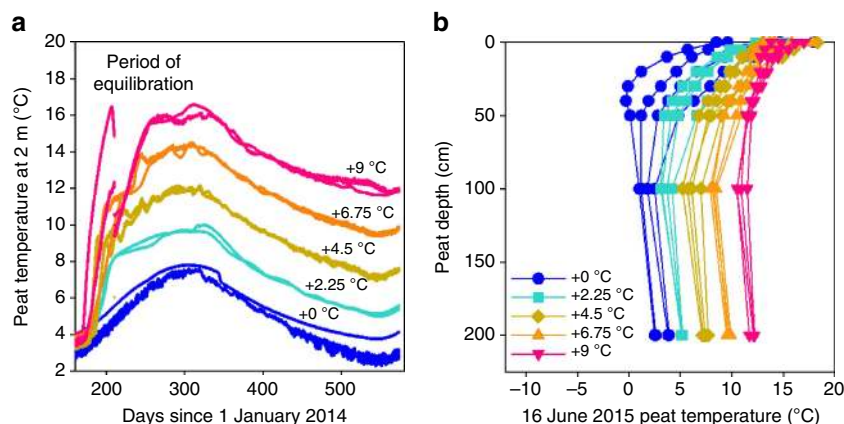 a
20
18
16
14
12
10
8
6
4
2
Peat temperature at 2 m (°C)
Period of
equilibration
+9 °C
+6.75 °C
+4.5 °C
+2.25 °C
+0 °C
200
300
400
500
Days since 1 January 2014
b
0
50
100
150
200
Peat depth (cm)
+0 °C
+2.25 °C
+4.5 °C
+6.75 °C
+9 °C
−10
−5
0
5
10
15
20
16 June 2015 peat temperature (°C)